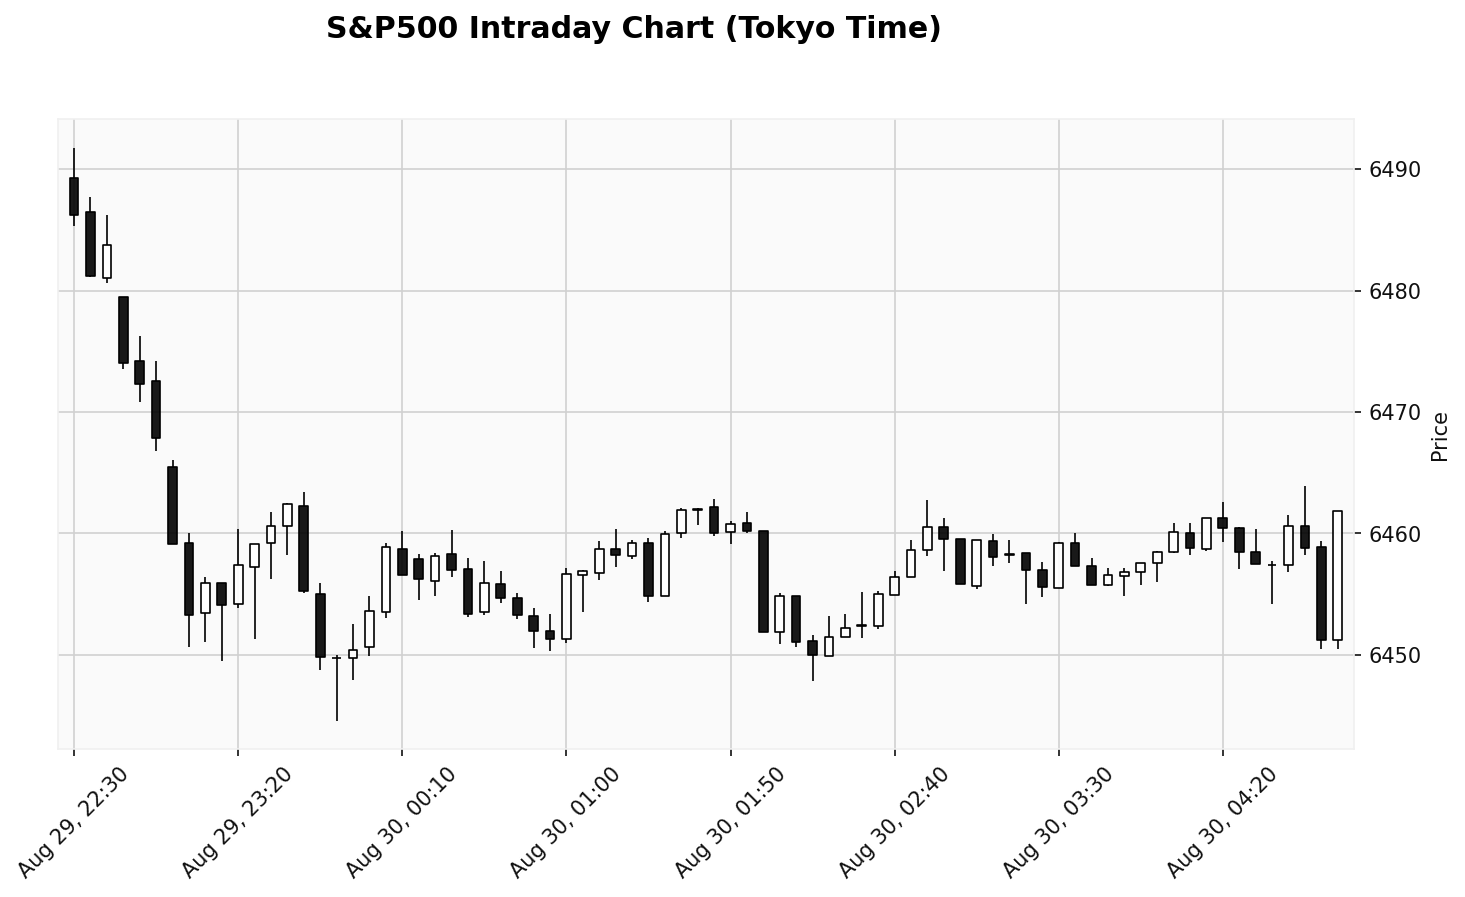 S&P500 Intraday Chart (Tokyo Time)
6490
6480
6470
6460
6450
Price
Aug 29, 22:30
Aug 29, 23:20
Aug 30, 00:10
Aug 30, 01:00
Aug 30, 01:50
Aug 30, 02:40
Aug 30, 03:30
Aug 30, 04:20